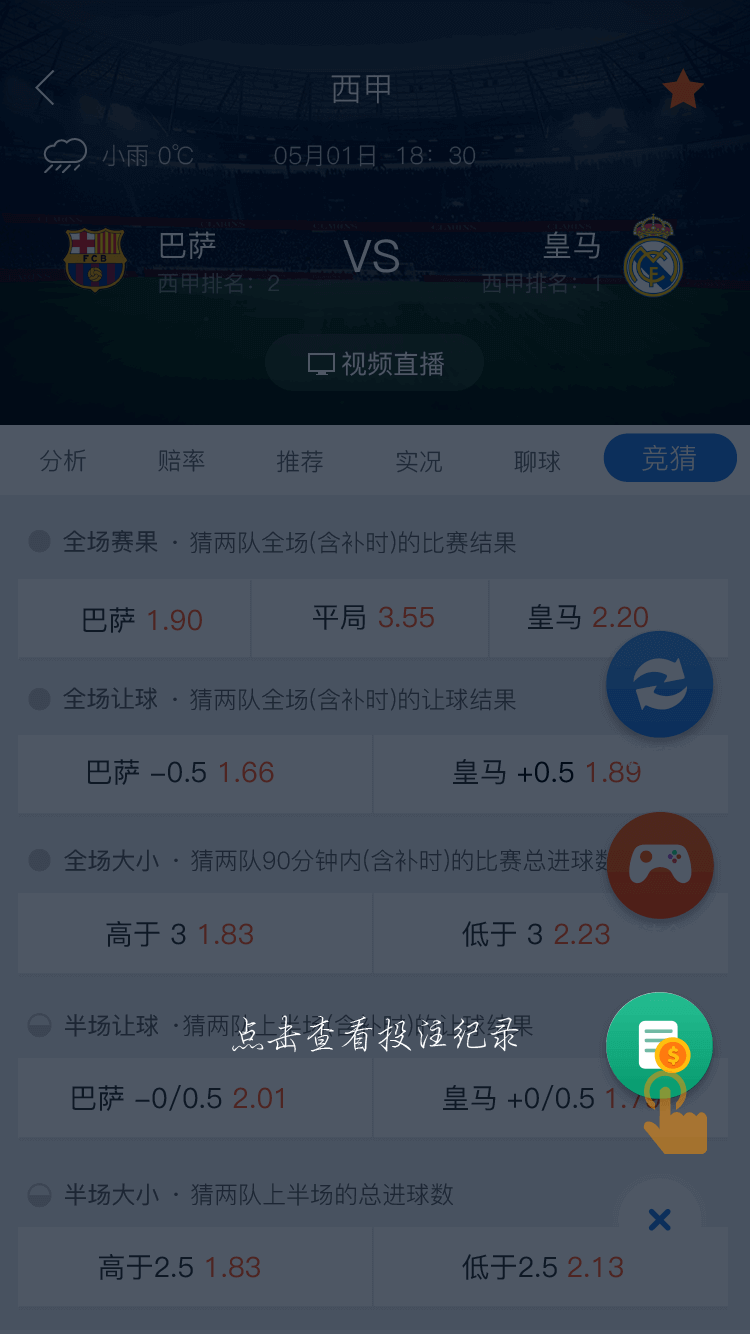 西甲
小雨 0℃ 05月01日 18：30
FCB
巴萨 VS 皇马
西甲排名：2 西甲排名：1
视频直播
分析 赔率 推荐 实况 聊球 竞猜
全场赛果 · 猜两队全场(含补时)的比赛结果
巴萨 1.90 平局 3.55 皇马 2.20
全场让球 · 猜两队全场(含补时)的让球结果
巴萨 –0.5 1.66 皇马 +0.5 1.89
全场大小 · 猜两队90分钟内(含补时)的比赛总进球数
高于 3 1.83 低于 3 2.23
半场让球 ·猜两队上半场(含补时)的让球结果
点击查看投注纪录
巴萨 –0/0.5 2.01 皇马 +0/0.5
半场大小 · 猜两队上半场的总进球数
高于2.5 1.83 低于2.5 2.13